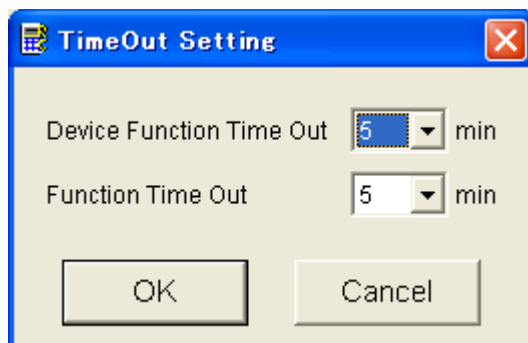 TimeOut Setting
Device Function Time Out 5 min
Function Time Out 5 min
OK Cancel